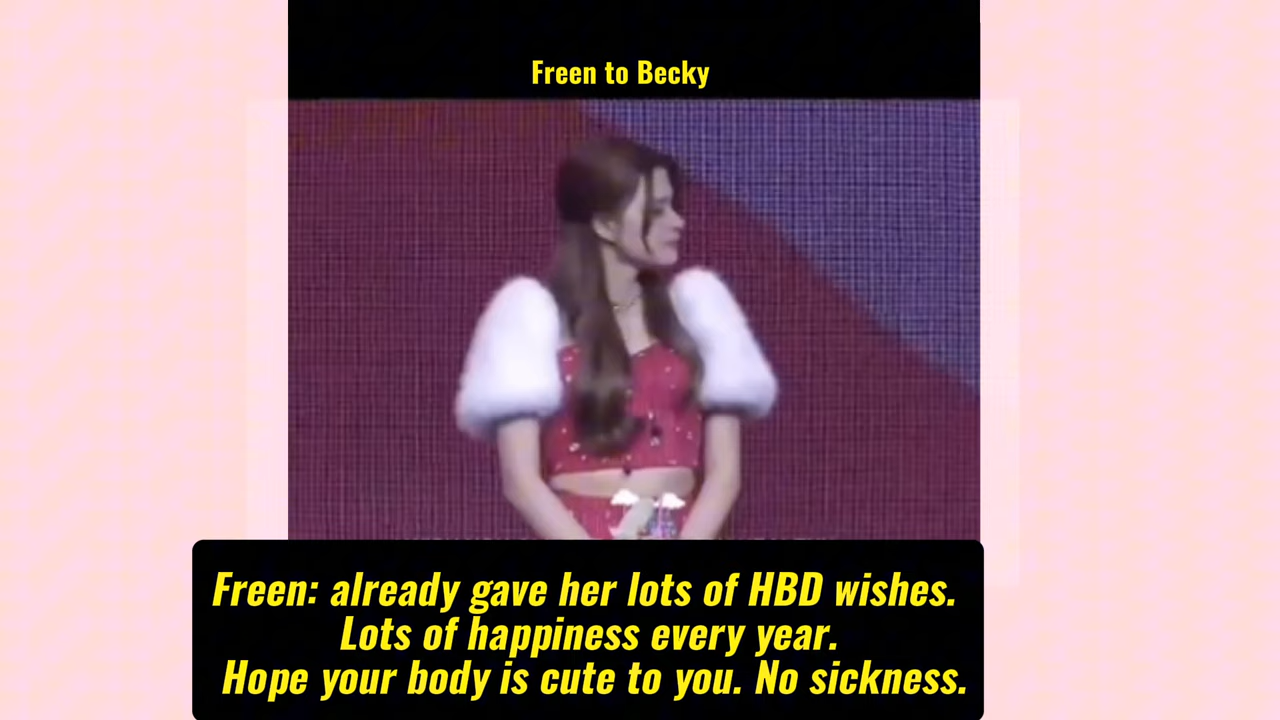 Freen to Becky
Freen: already gave her lots of HBD wishes.
Lots of happiness every year.
Hope your body is cute to you. No sickness.